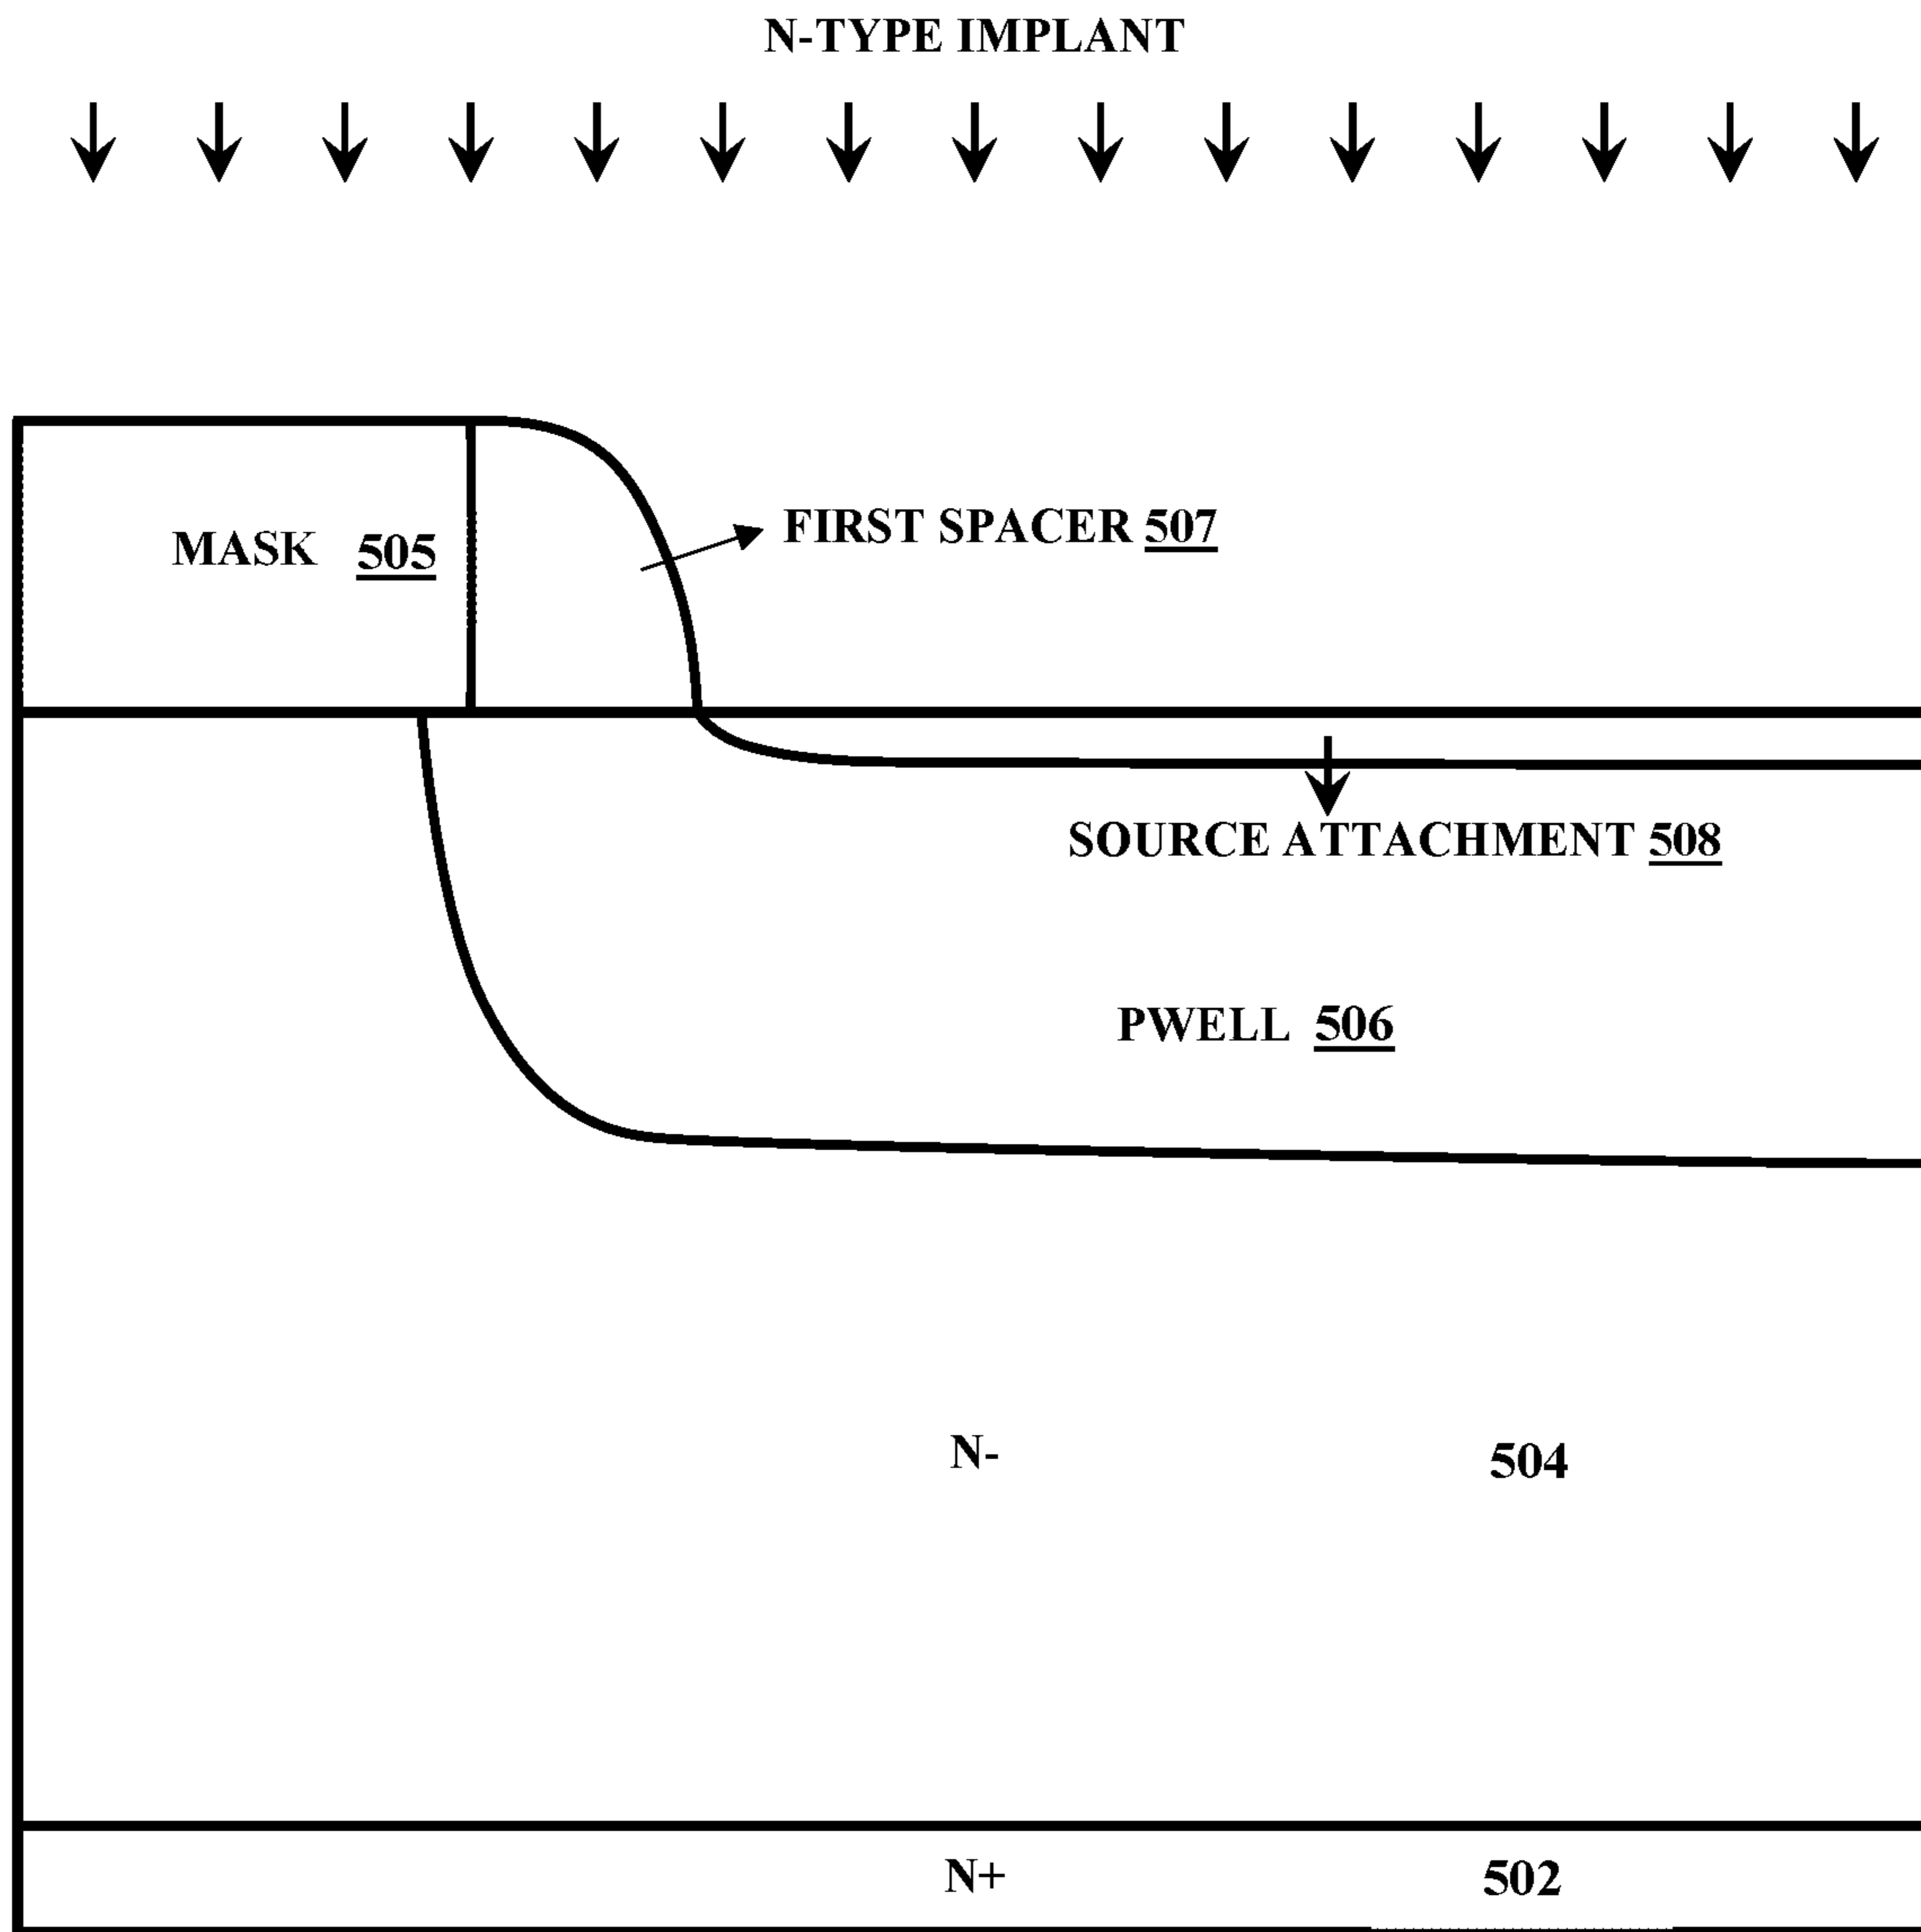 N-TYPE IMPLANT
FIRST SPACER 507
MASK 505
SOURCE ATTACHMENT 508
PWELL 506
N- 504
N+ 502